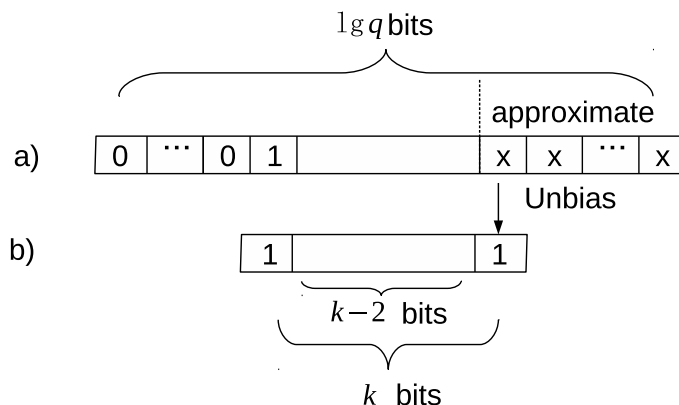 lg q bits
approximate
a) 0 ... 0 1 x x ... x
Unbias
b) 1 1
k−2 bits
k bits